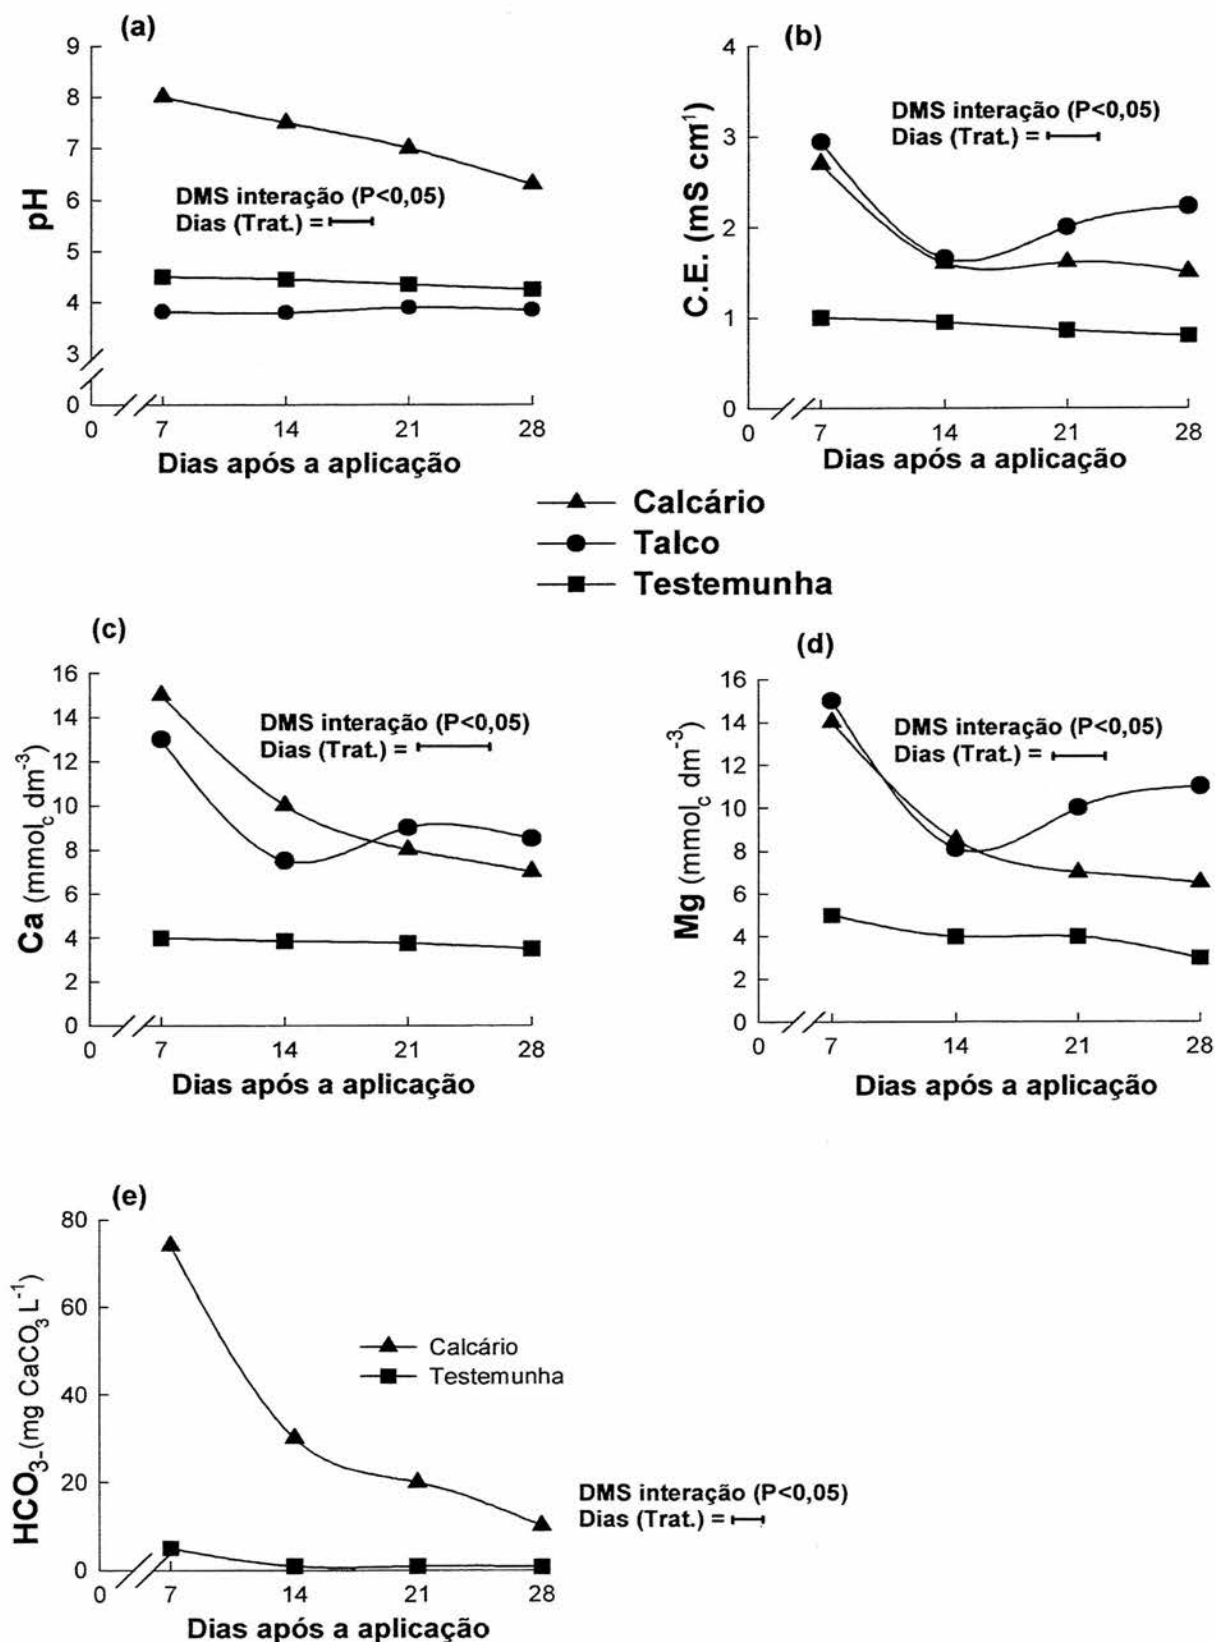 (a)
9
8
7
6
5
4
3
0
pH
DMS interação (P<0,05)
Dias (Trat.) =
0 7 14 21 28
Dias após a aplicação
(b)
4
3
2
1
0
C.E. (mS cm¹)
DMS interação (P<0,05)
Dias (Trat.) =
0 7 14 21 28
Dias após a aplicação
Calcário
Talco
Testemunha
(c)
16
14
12
10
8
6
4
2
0
Ca (mmol_c dm⁻³)
DMS interação (P<0,05)
Dias (Trat.) =
0 7 14 21 28
Dias após a aplicação
(d)
16
14
12
10
8
6
4
2
0
Mg (mmol_c dm⁻³)
DMS interação (P<0,05)
Dias (Trat.) =
0 7 14 21 28
Dias após a aplicação
(e)
80
60
40
20
0
HCO₃₋ (mg CaCO₃ L⁻¹)
Calcário
Testemunha
DMS interação (P<0,05)
Dias (Trat.) =
0 7 14 21 28
Dias após a aplicação